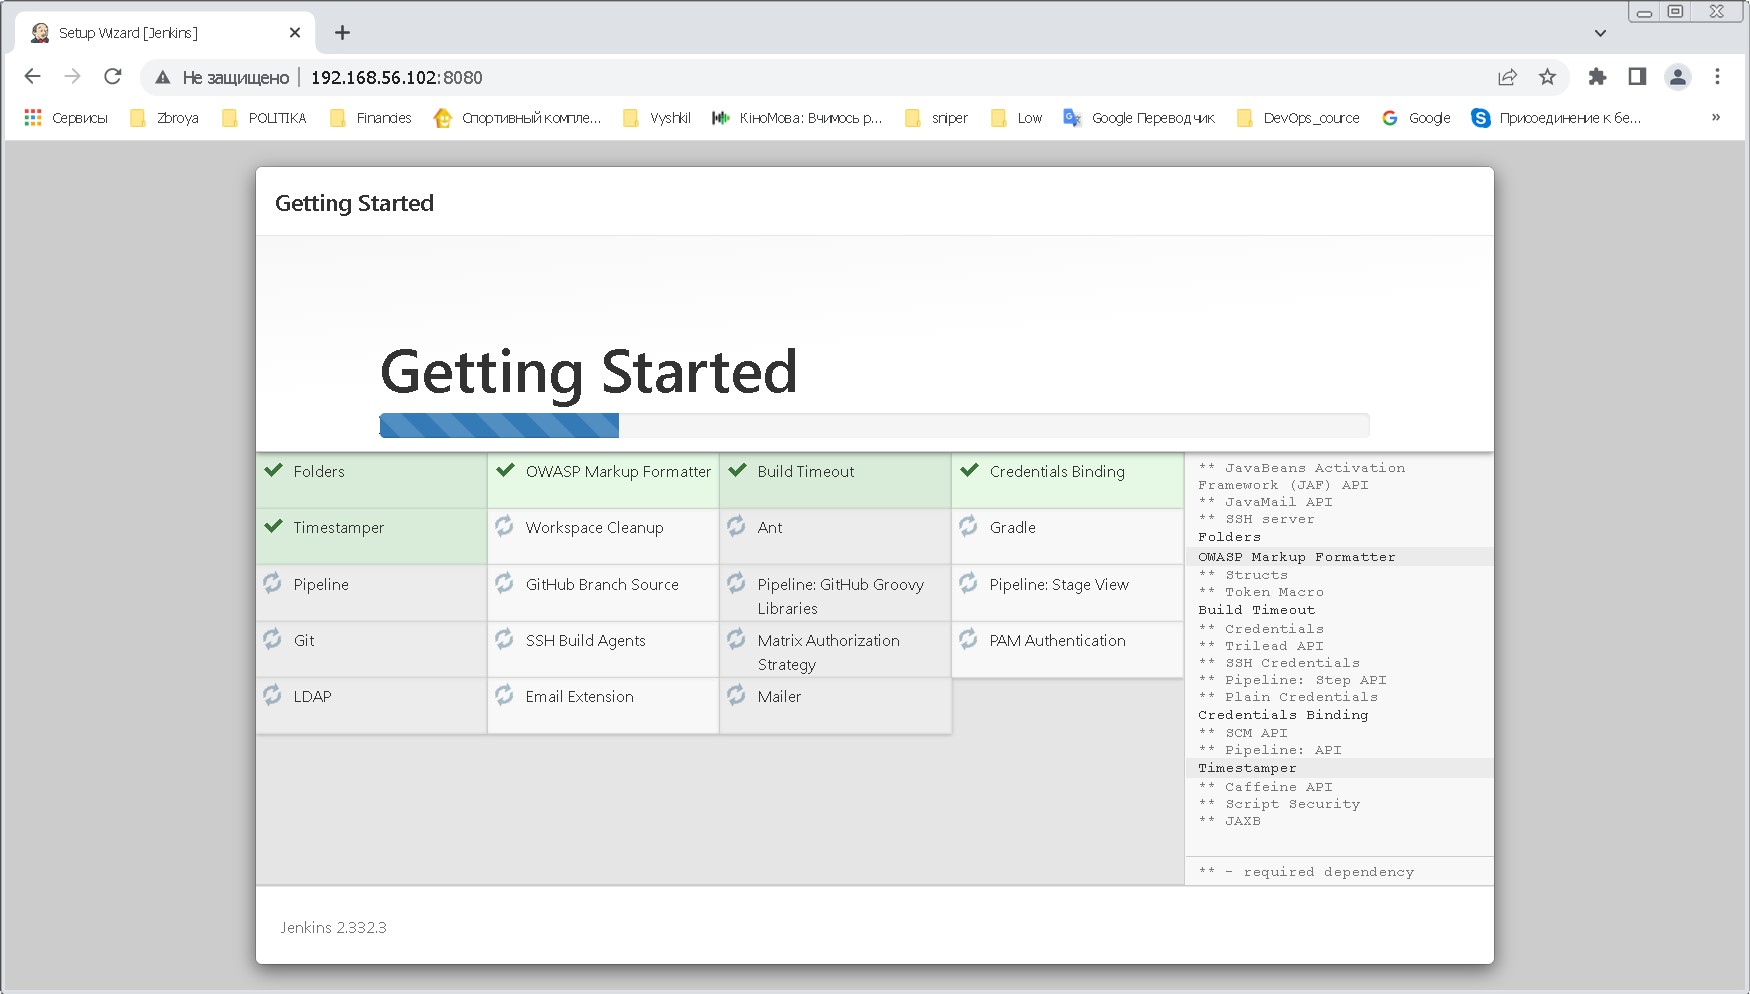 Setup Wizard [Jenkins]
Не защищено 192.168.56.102:8080
Сервисы Zbroya POLITIKA Financies Спортивный компле... Vyshkil КіноМова: Вчимось р... sniper Low Google Переводчик DevOps_cource Google Присоединение к бе... »
Getting Started
Getting Started
Folders OWASP Markup Formatter Build Timeout Credentials Binding
Timestamper Workspace Cleanup Ant Gradle
Pipeline GitHub Branch Source Pipeline: GitHub Groovy Libraries Pipeline: Stage View
Git SSH Build Agents Matrix Authorization Strategy PAM Authentication
LDAP Email Extension Mailer
** JavaBeans Activation
Framework (JAF) API
** JavaMail API
** SSH server
Folders
OWASP Markup Formatter
** Structs
** Token Macro
Build Timeout
** Credentials
** Trilead API
** SSH Credentials
** Pipeline: Step API
** Plain Credentials
Credentials Binding
** SCM API
** Pipeline: API
Timestamper
** Caffeine API
** Script Security
** JAXB
** - required dependency
Jenkins 2.332.3